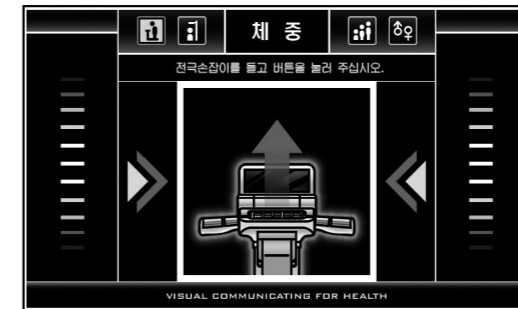 체 중
전극손잡이를 들고 버튼을 눌러 주십시오.
VISUAL COMMUNICATING FOR HEALTH